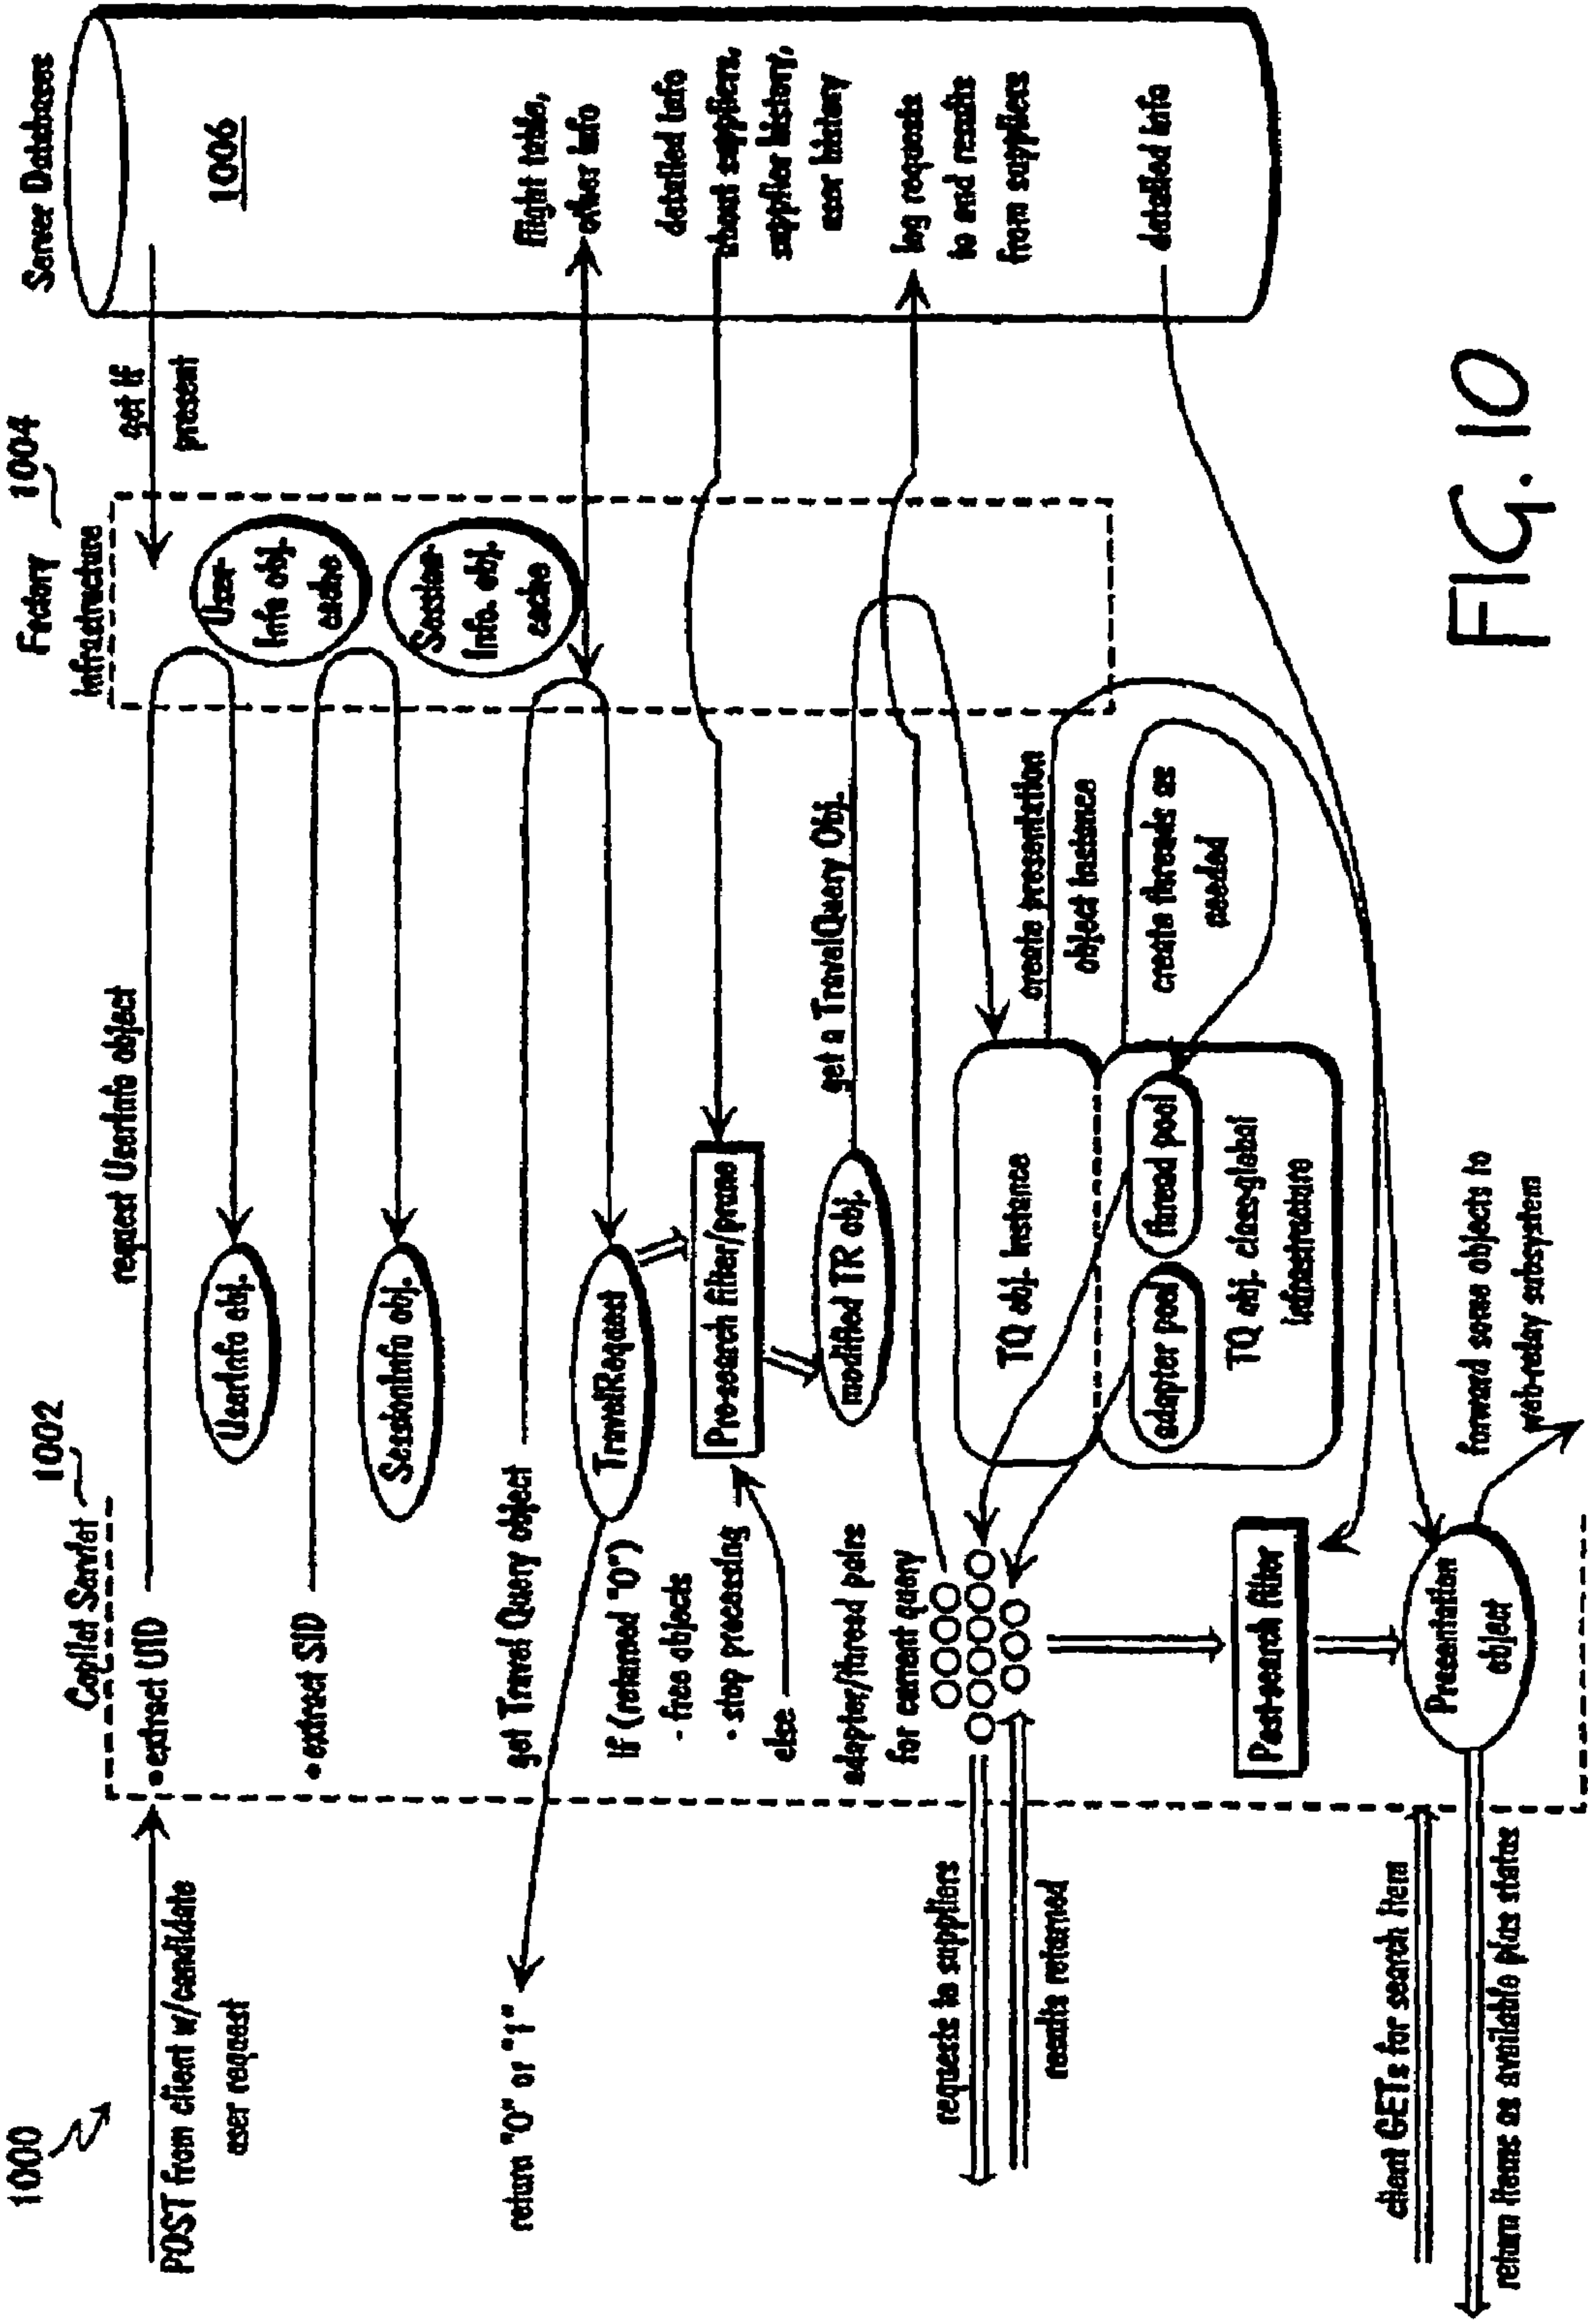 1000
POST from client w/candidate
user request
return "0" or "1"
requests to suppliers
results returned
client GETs for search item
return items as available plus status
Copilot Servlet
1002
• extract UID
request UserInfo object
UserInfo obj.
• extract SID
SessionInfo obj.
get Travel Query object
TravelRequest
If (returned "0")
- free objects
- stop processing
else
Pre-search filter/prune
modified TR obj.
get a TravelQuery Obj.
adapter/thread pairs
for current query
TQ obj. instance
adapter pool
thread pool
TQ obj. class-global
infrastructure
create presentation
object instance
create threads as
needed
Post-search filter
Presentation
object
forward some objects to
web-relay subsystem
Factory
infrastructure
1004
User-
Info obj.
cache
Session-
Info. obj.
cache
get if
present
Server Databases
1006
flight table,
other info
detailed info
about suppliers,
supplier history,
user history
log requests
to and results
from suppliers
detailed info
FIG. 10